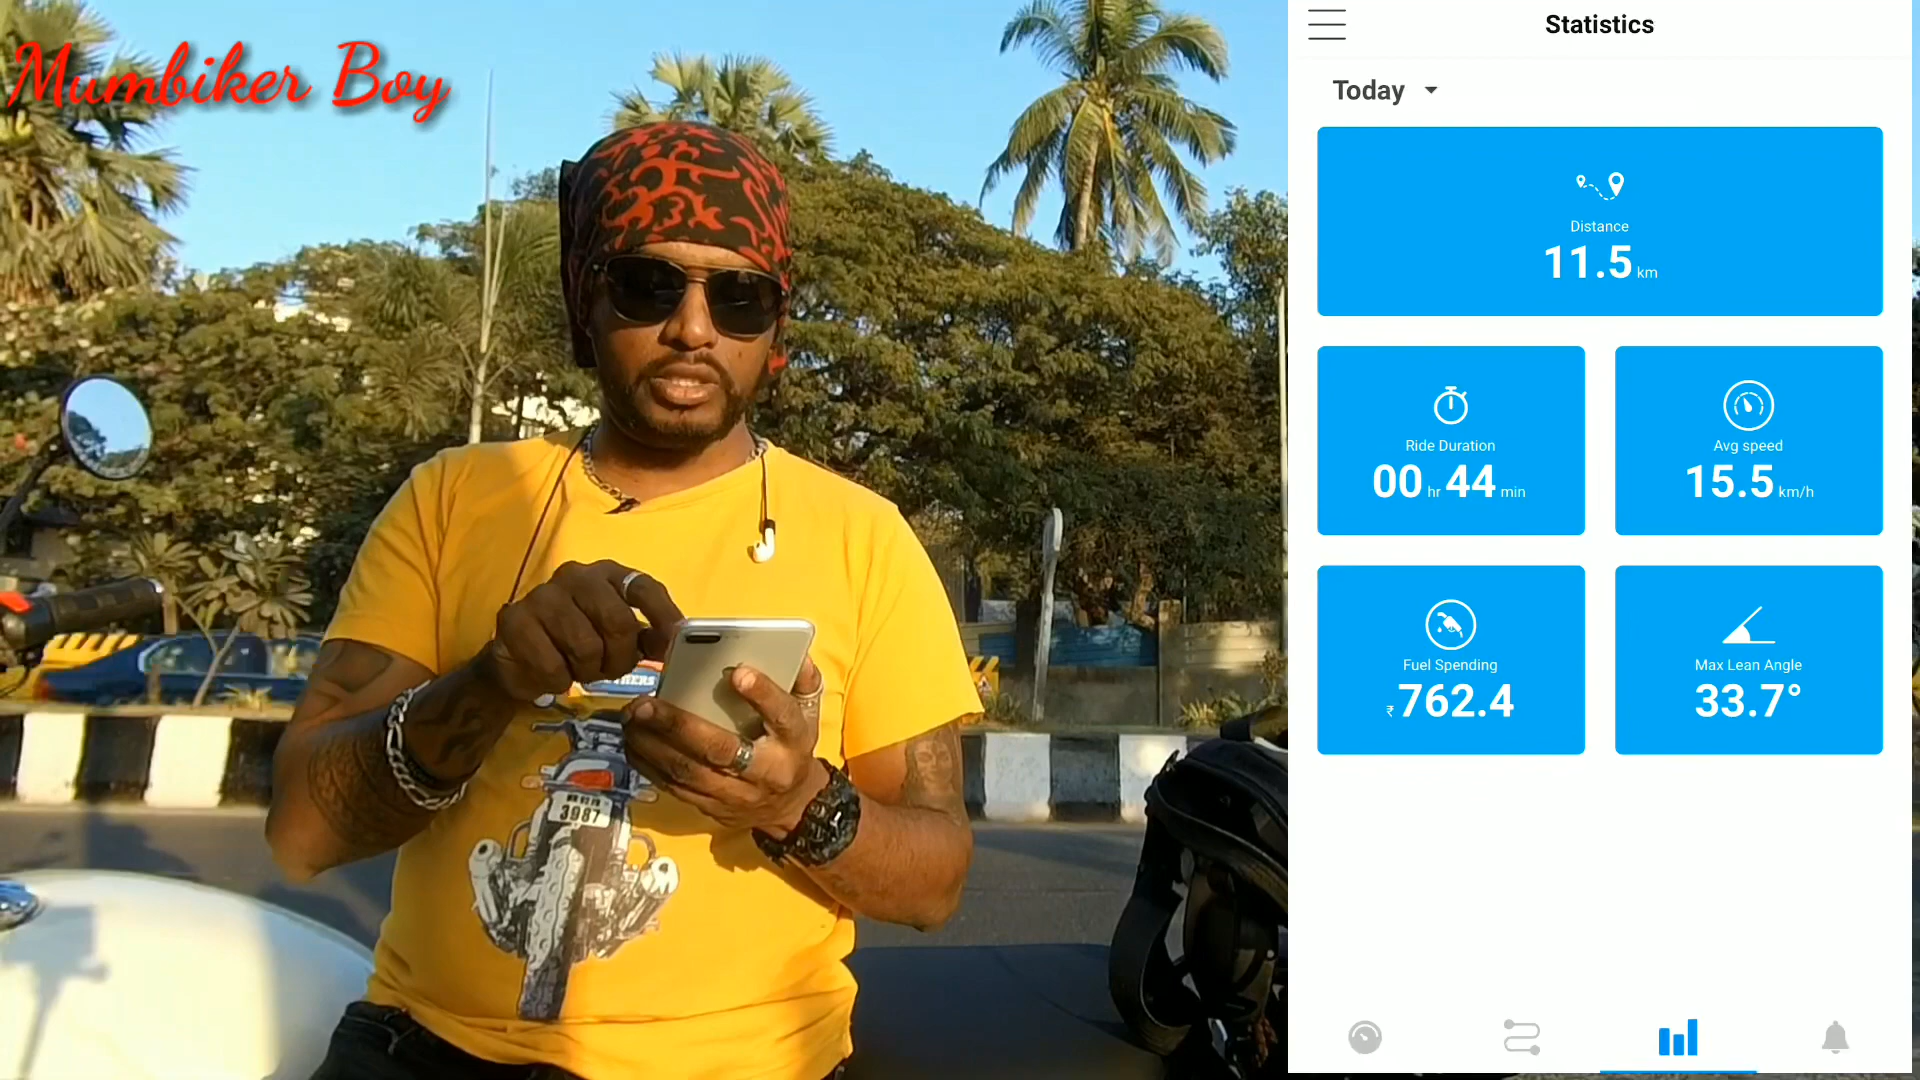 Mumbiker Boy
Statistics
Today
Distance
11.5 km
Ride Duration
00 hr 44 min
Avg speed
15.5 km/h
Fuel Spending
₹ 762.4
Max Lean Angle
33.7°
3987